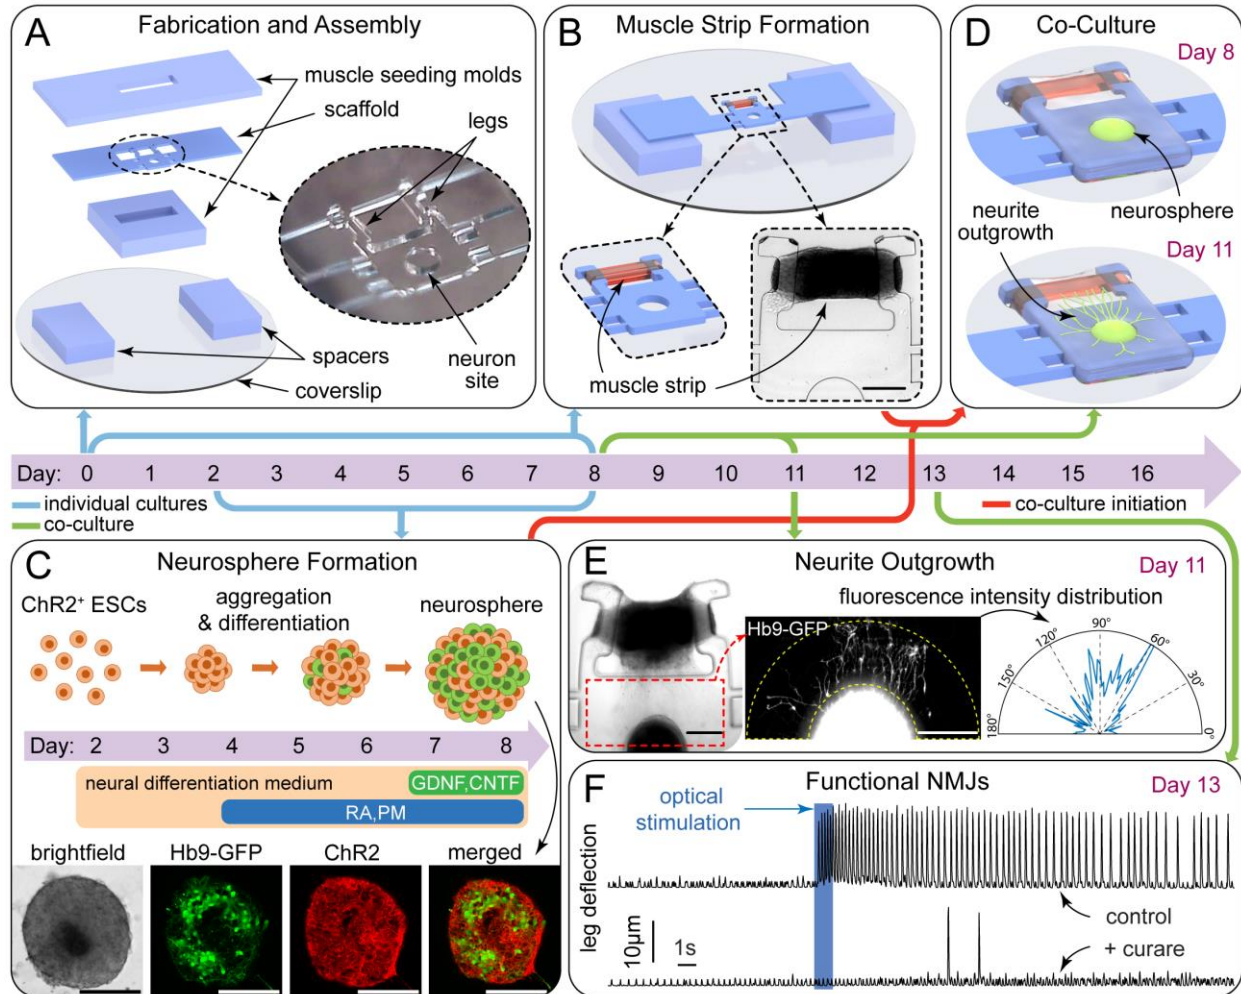 A
Fabrication and Assembly
muscle seeding molds
scaffold
legs
neuron
site
spacers
coverslip
B
Muscle Strip Formation
muscle strip
D
Co-Culture
Day 8
neurosphere
neurite
outgrowth
Day 11
Day: 0 1 2 3 4 5 6 7 8 9 10 11 12 13 14 15 16
individual cultures
co-culture
co-culture initiation
C
Neurosphere Formation
ChR2⁺ ESCs
aggregation
& differentiation
neurosphere
Day: 2 3 4 5 6 7 8
neural differentiation medium
GDNF,CNTF
RA,PM
brightfield
Hb9-GFP
ChR2
merged
E
Neurite Outgrowth
Day 11
fluorescence intensity distribution
Hb9-GFP
180°
150°
120°
90°
60°
30°
0°
F
Functional NMJs
Day 13
optical
stimulation
leg deflection
control
10μm
1s
+ curare